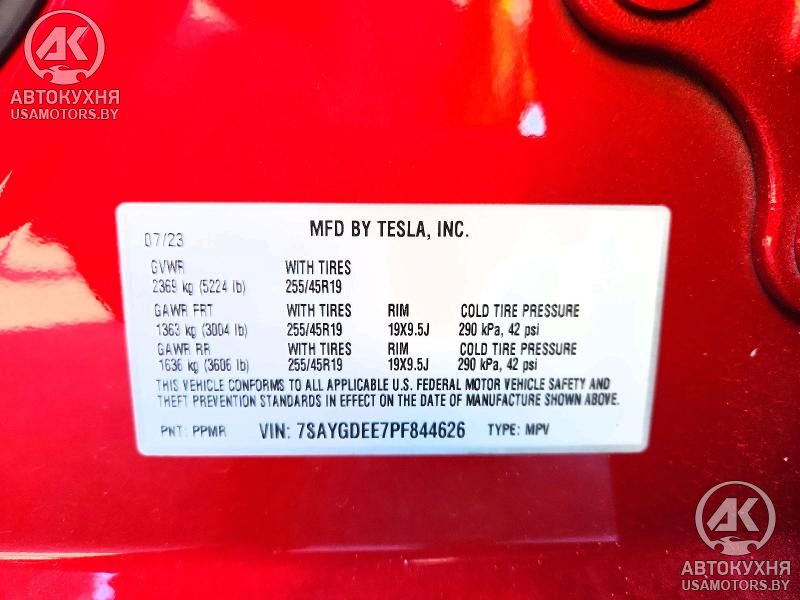 AK
АВТОКУХНЯ
USAMOTORS.BY
07/23
MFD BY TESLA, INC.
GVWR WITH TIRES
2369 kg (5224 lb) 255/45R19
GAWR FRT WITH TIRES RIM COLD TIRE PRESSURE
1363 kg (3004 lb) 255/45R19 19X9.5J 290 kPa, 42 psi
GAWR RR WITH TIRES RIM COLD TIRE PRESSURE
1636 kg (3606 lb) 255/45R19 19X9.5J 290 kPa, 42 psi
THIS VEHICLE CONFORMS TO ALL APPLICABLE U.S. FEDERAL MOTOR VEHICLE SAFETY AND
THEFT PREVENTION STANDARDS IN EFFECT ON THE DATE OF MANUFACTURE SHOWN ABOVE.
PNT: PPMR VIN: 7SAYGDEE7PF844626 TYPE: MPV
AK
АВТОКУХНЯ
USAMOTORS.BY